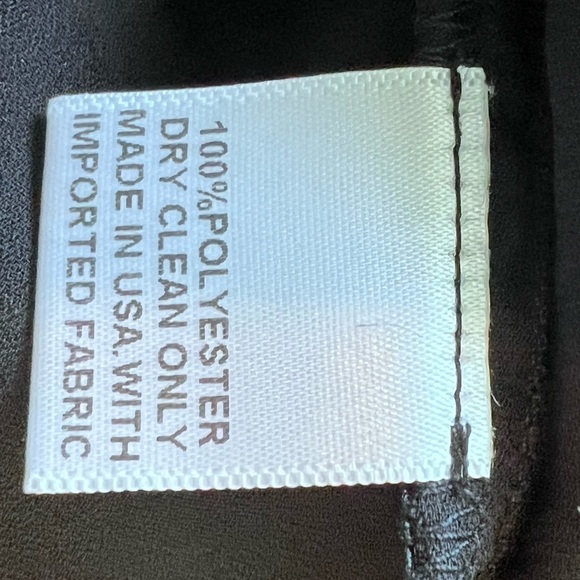 100%POLYESTER
DRY CLEAN ONLY
MADE IN USA.WITH
IMPORTED FABRIC